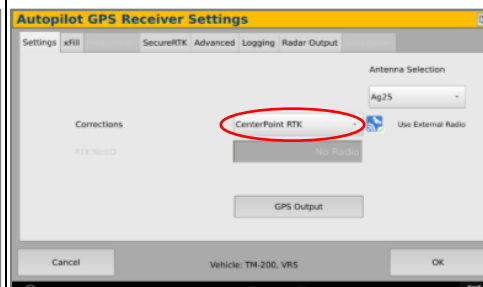 Autopilot GPS Receiver Settings
Settings xFill SecureRTK Advanced Logging Radar Output
Antenna Selection
Ag25
Corrections CenterPoint RTK Use External Radio
RTK NetID No Radio
GPS Output
Cancel Vehicle: TM-200, VRS OK